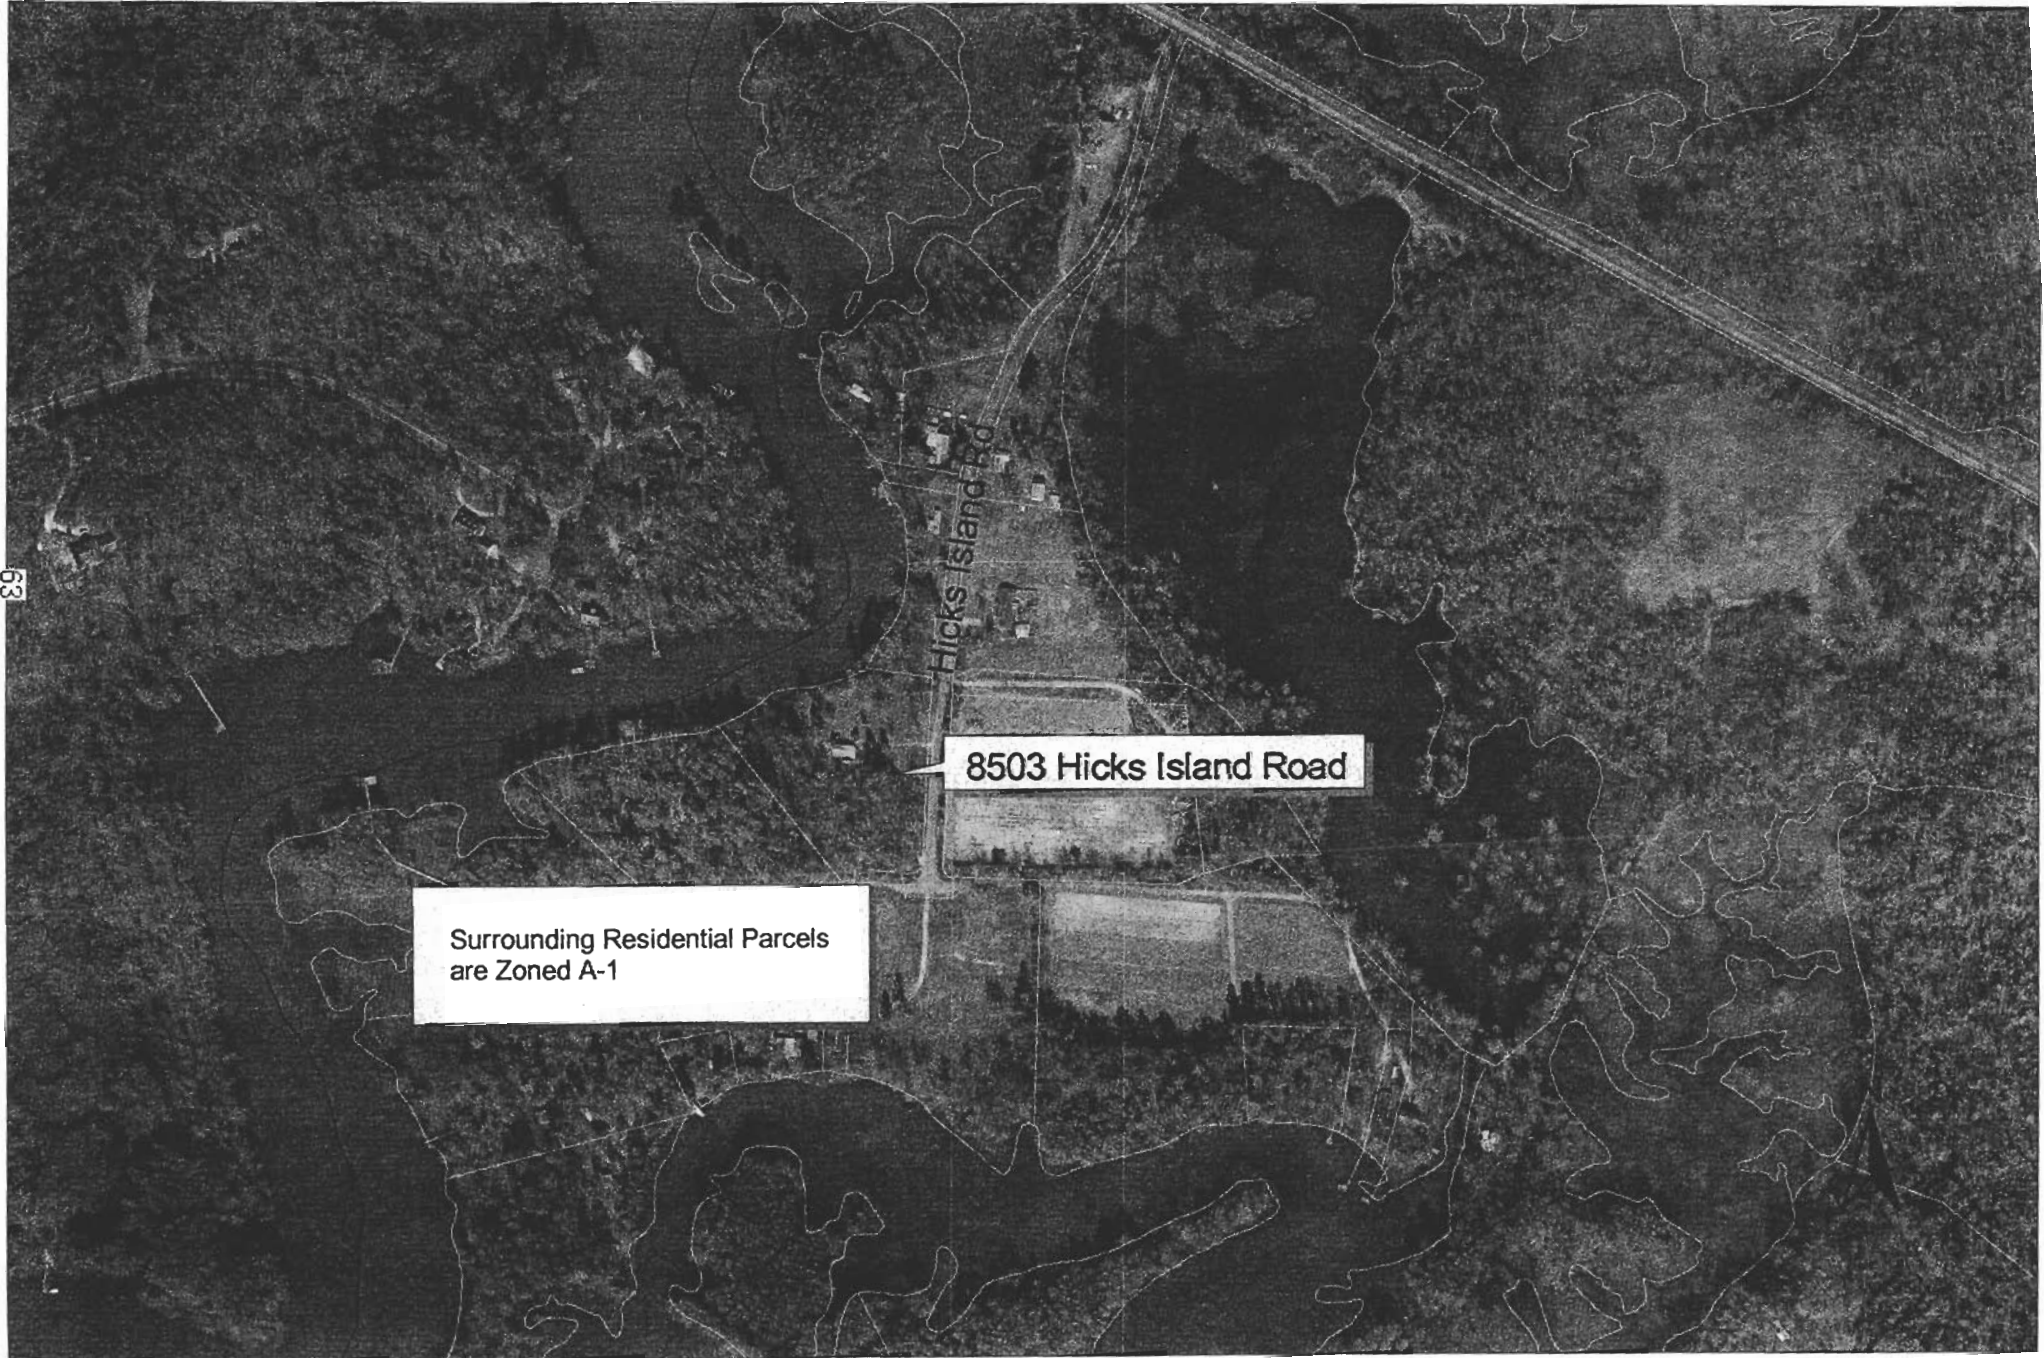 Hicks Island Rd
8503 Hicks Island Road
Surrounding Residential Parcels
are Zoned A-1
63